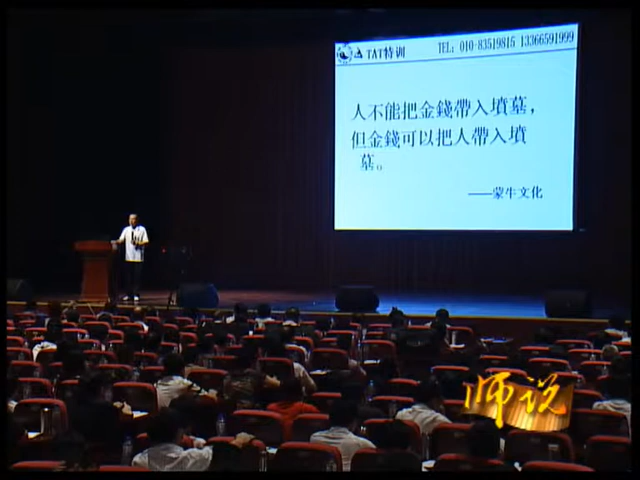 TAT特训
TEL: 010-83519815 13366591999
人不能把金錢帶入墳墓，
但金錢可以把人帶入墳
墓。
——蒙牛文化
师说